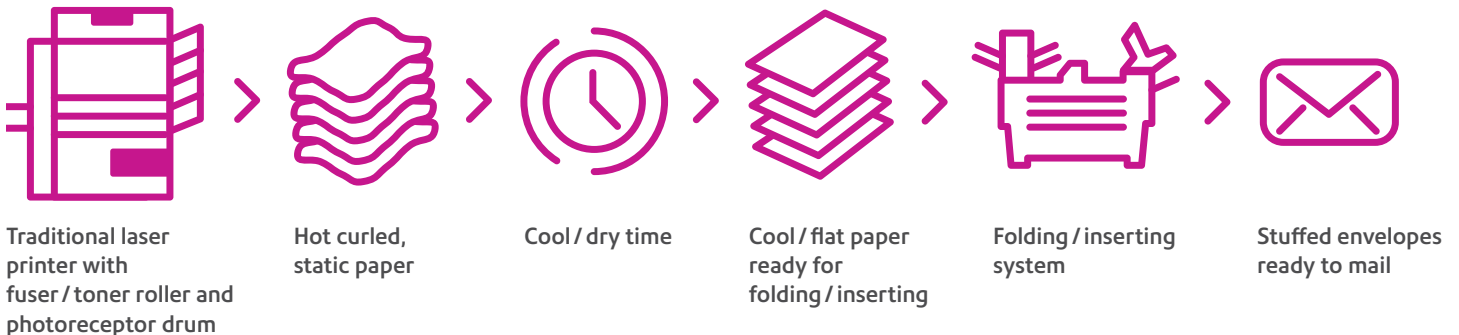 Traditional laser
printer with
fuser / toner roller and
photoreceptor drum
Hot curled,
static paper
Cool / dry time
Cool / flat paper
ready for
folding / inserting
Folding / inserting
system
Stuffed envelopes
ready to mail